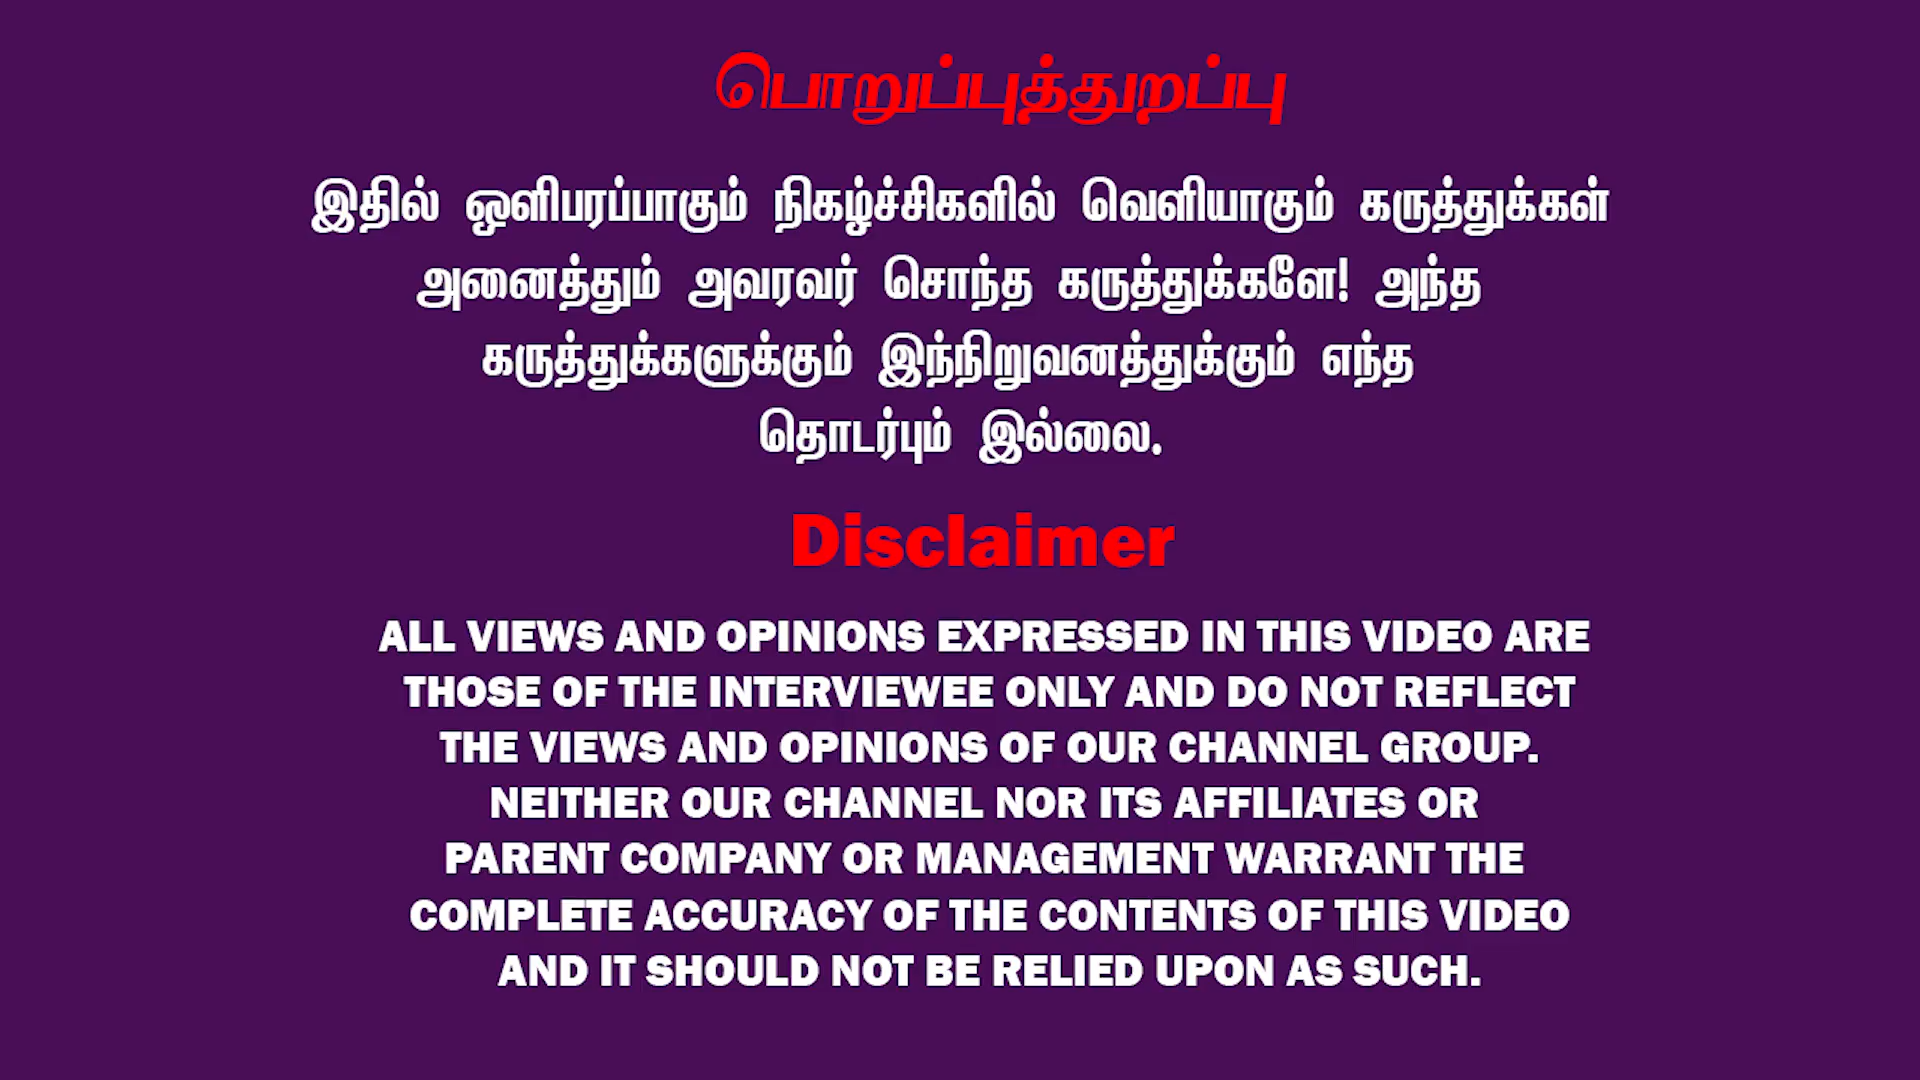 பொறுப்புத்துறப்பு
இதில் ஒளிபரப்பாகும் நிகழ்ச்சிகளில் வெளியாகும் கருத்துக்கள்
அனைத்தும் அவரவர் சொந்த கருத்துக்களே! அந்த
கருத்துக்களுக்கும் இந்நிறுவனத்துக்கும் எந்த
தொடர்பும் இல்லை.
Disclaimer
ALL VIEWS AND OPINIONS EXPRESSED IN THIS VIDEO ARE
THOSE OF THE INTERVIEWEE ONLY AND DO NOT REFLECT
THE VIEWS AND OPINIONS OF OUR CHANNEL GROUP.
NEITHER OUR CHANNEL NOR ITS AFFILIATES OR
PARENT COMPANY OR MANAGEMENT WARRANT THE
COMPLETE ACCURACY OF THE CONTENTS OF THIS VIDEO
AND IT SHOULD NOT BE RELIED UPON AS SUCH.